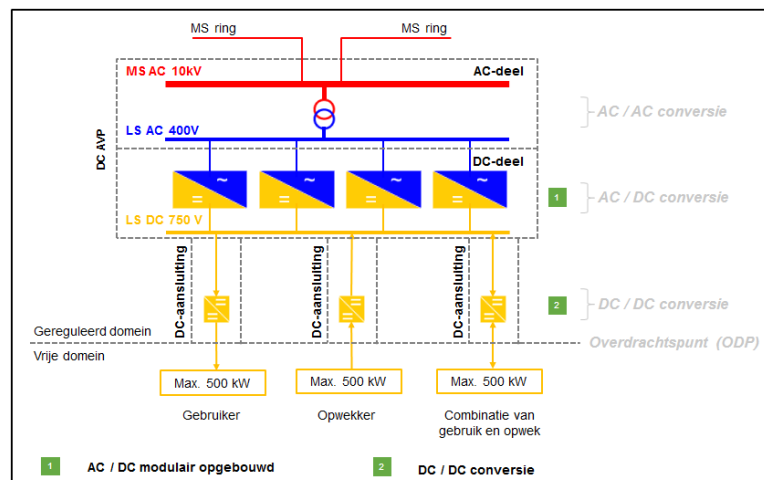 MS ring
MS ring
MS AC 10kV
AC-deel
AC / AC conversie
DC AVP
LS AC 400V
DC-deel
~
~
~
~
=
=
=
=
1
AC / DC conversie
LS DC 750 V
DC-aansluiting
DC-aansluiting
DC-aansluiting
2
DC / DC conversie
Gereguleerd domein
Overdrachtspunt (ODP)
Vrije domein
Max. 500 kW
Max. 500 kW
Max. 500 kW
Gebruiker
Opwekker
Combinatie van
gebruik en opwek
1
AC / DC modulair opgebouwd
2
DC / DC conversie